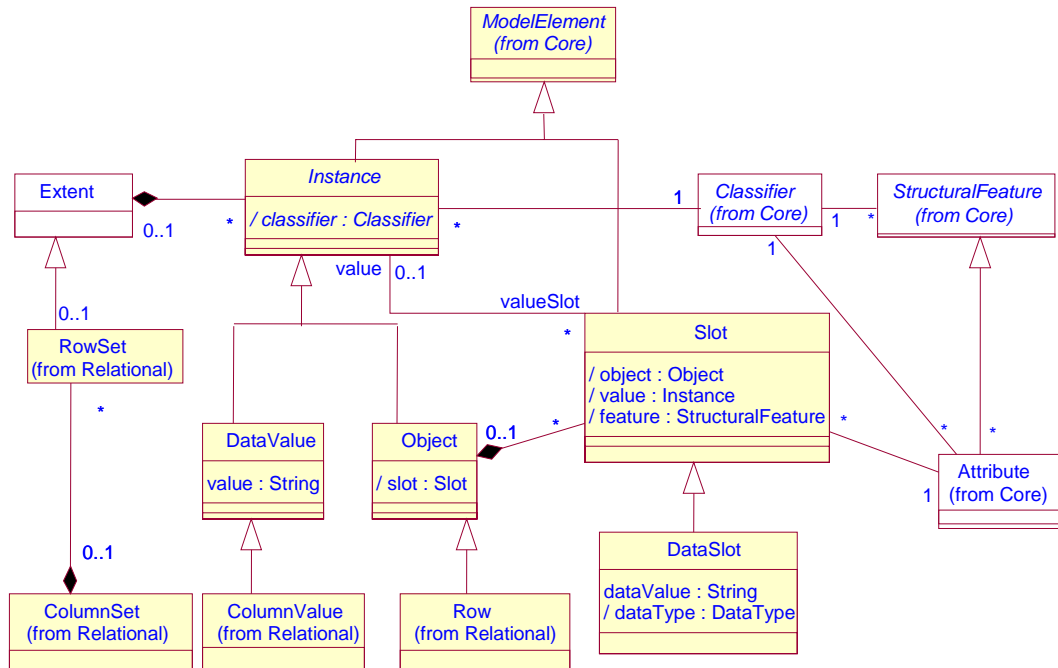 ModelElement
(from Core)
Instance
/ classifier : Classifier
Extent
0..1
*
*
1
Classifier
(from Core)
1
*
StructuralFeature
(from Core)
1
value
0..1
valueSlot
*
Slot
/ object : Object
/ value : Instance
/ feature : StructuralFeature
0..1
RowSet
(from Relational)
*
DataValue
value : String
Object
/ slot : Slot
0..1
*
*
*
*
1
Attribute
(from Core)
DataSlot
dataValue : String
/ dataType : DataType
0..1
ColumnSet
(from Relational)
ColumnValue
(from Relational)
Row
(from Relational)